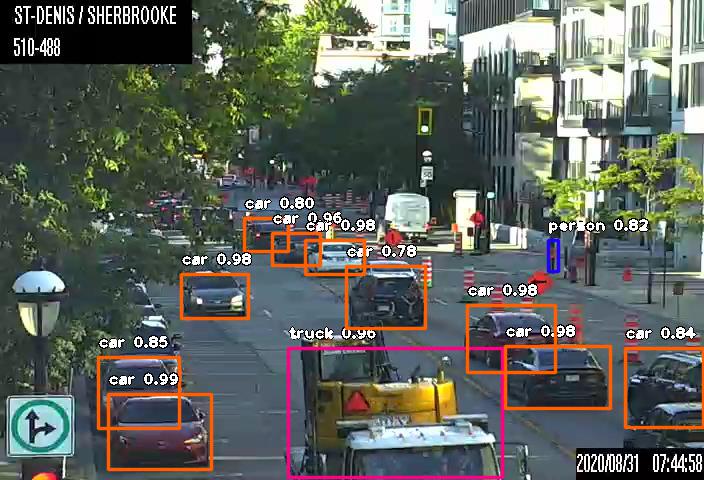 ST-DENIS / SHERBROOKE
510-488
car 0.80
car 0.96
car 0.98
car 0.78
person 0.82
car 0.98
car 0.98
truck 0.96
car 0.98
car 0.84
car 0.85
car 0.99
50
2020/08/31 07:44:58